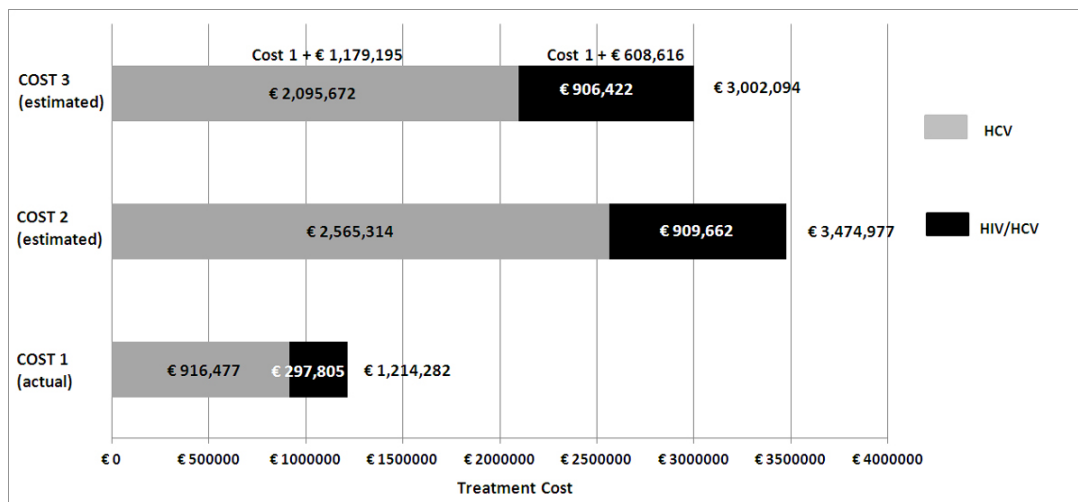 Cost 1 + € 1,179,195 Cost 1 + € 608,616
COST 3
(estimated)
€ 2,095,672 € 906,422 € 3,002,094
HCV
COST 2
(estimated)
€ 2,565,314 € 909,662 € 3,474,977
HIV/HCV
COST 1
(actual)
€ 916,477 € 297,805 € 1,214,282
€ 0 € 500000 € 1000000 € 1500000 € 2000000 € 2500000 € 3000000 € 3500000 € 4000000
Treatment Cost